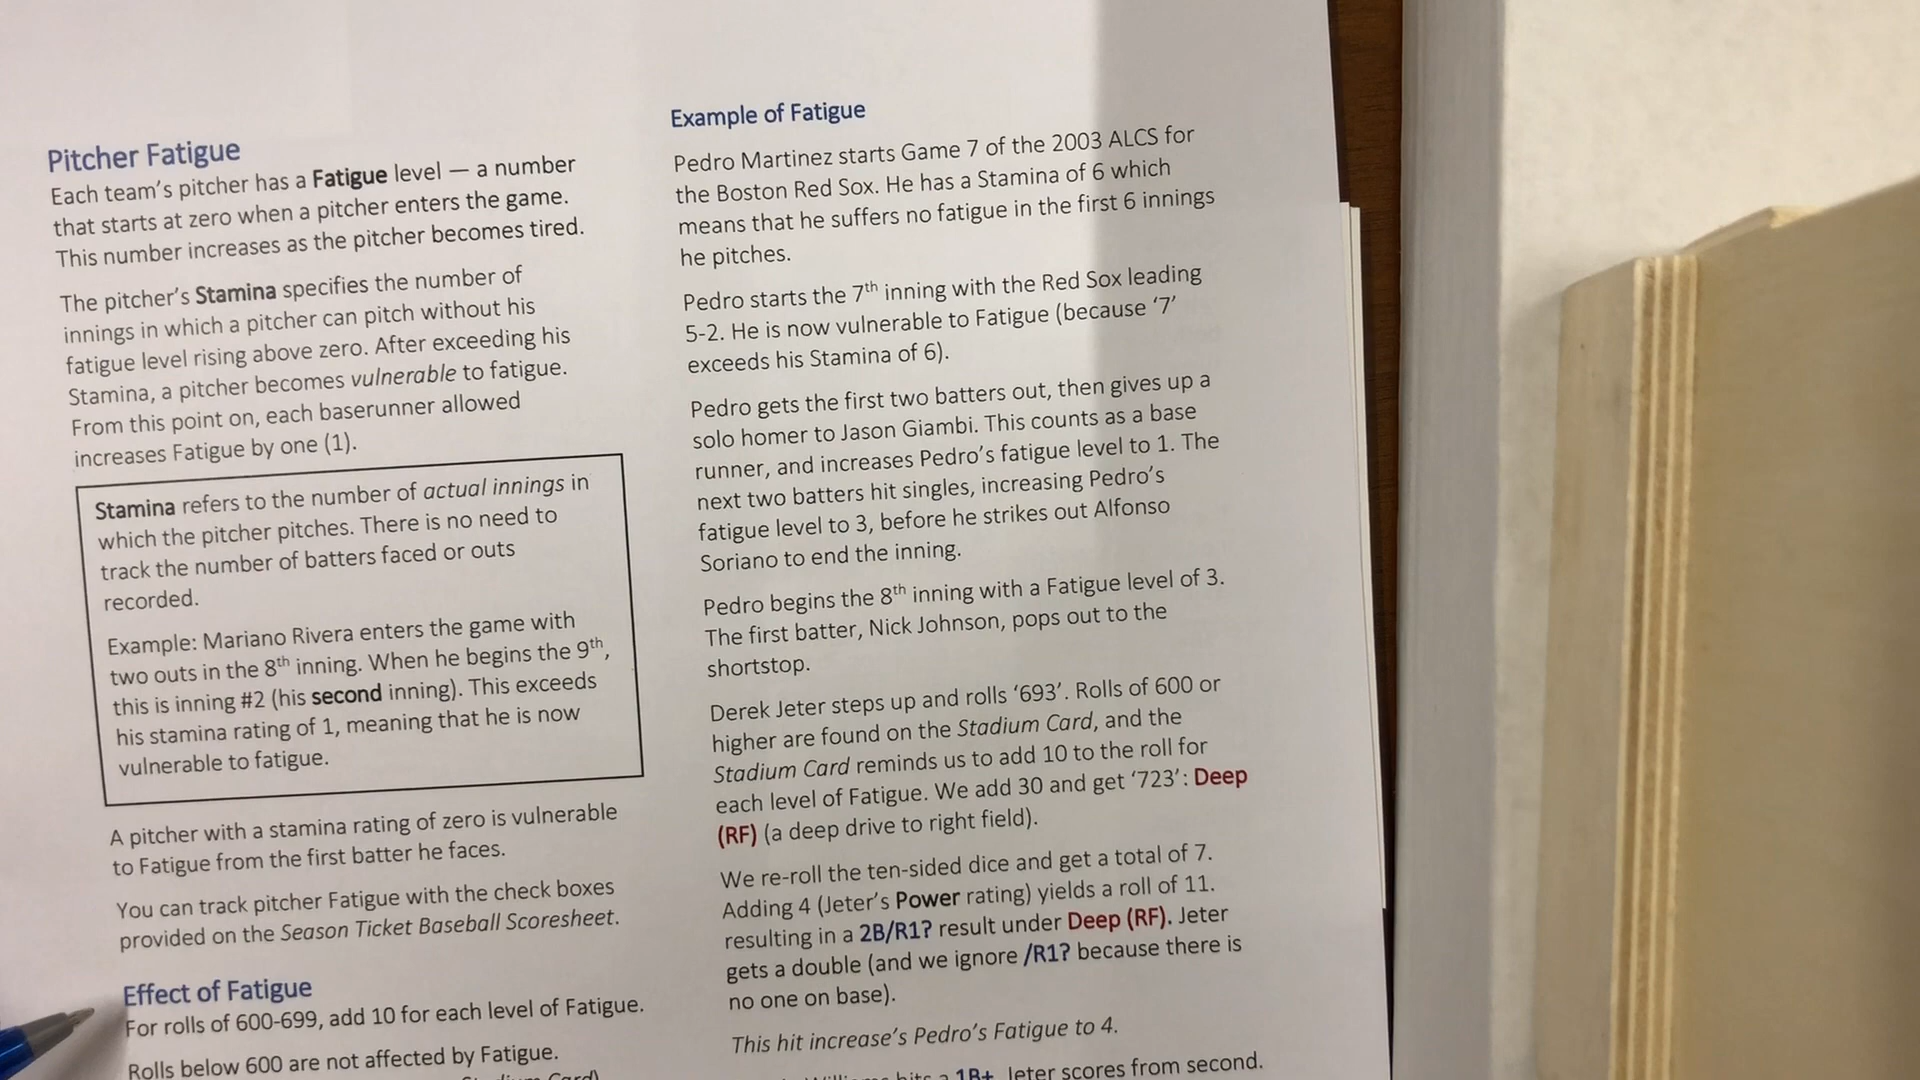 Pitcher Fatigue
Each team's pitcher has a Fatigue level — a number
that starts at zero when a pitcher enters the game.
This number increases as the pitcher becomes tired.
The pitcher's Stamina specifies the number of
innings in which a pitcher can pitch without his
fatigue level rising above zero. After exceeding his
Stamina, a pitcher becomes vulnerable to fatigue.
From this point on, each baserunner allowed
increases Fatigue by one (1).
Stamina refers to the number of actual innings in
which the pitcher pitches. There is no need to
track the number of batters faced or outs
recorded.
Example: Mariano Rivera enters the game with
two outs in the 8th inning. When he begins the 9th,
this is inning #2 (his second inning). This exceeds
his stamina rating of 1, meaning that he is now
vulnerable to fatigue.
A pitcher with a stamina rating of zero is vulnerable
to Fatigue from the first batter he faces.
You can track pitcher Fatigue with the check boxes
provided on the Season Ticket Baseball Scoresheet.
Effect of Fatigue
For rolls of 600-699, add 10 for each level of Fatigue.
Rolls below 600 are not affected by Fatigue.
Card)
Example of Fatigue
Pedro Martinez starts Game 7 of the 2003 ALCS for
the Boston Red Sox. He has a Stamina of 6 which
means that he suffers no fatigue in the first 6 innings
he pitches.
Pedro starts the 7th inning with the Red Sox leading
5-2. He is now vulnerable to Fatigue (because '7'
exceeds his Stamina of 6).
Pedro gets the first two batters out, then gives up a
solo homer to Jason Giambi. This counts as a base
runner, and increases Pedro's fatigue level to 1. The
next two batters hit singles, increasing Pedro's
fatigue level to 3, before he strikes out Alfonso
Soriano to end the inning.
Pedro begins the 8th inning with a Fatigue level of 3.
The first batter, Nick Johnson, pops out to the
shortstop.
Derek Jeter steps up and rolls '693'. Rolls of 600 or
higher are found on the Stadium Card, and the
Stadium Card reminds us to add 10 to the roll for
each level of Fatigue. We add 30 and get '723': Deep
(RF) (a deep drive to right field).
We re-roll the ten-sided dice and get a total of 7.
Adding 4 (Jeter's Power rating) yields a roll of 11.
resulting in a 2B/R1? result under Deep (RF). Jeter
gets a double (and we ignore /R1? because there is
no one on base).
This hit increase's Pedro's Fatigue to 4.
hits a 1B+. Jeter scores from second.